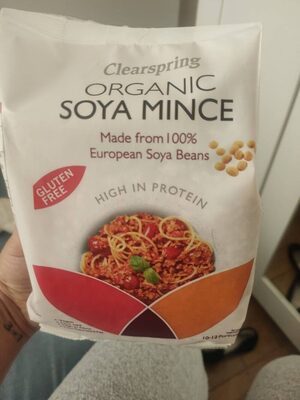 Clearspring
ORGANIC
SOYA MINCE
Made from 100%
European Soya Beans
GLUTEN
FREE
HIGH IN PROTEIN